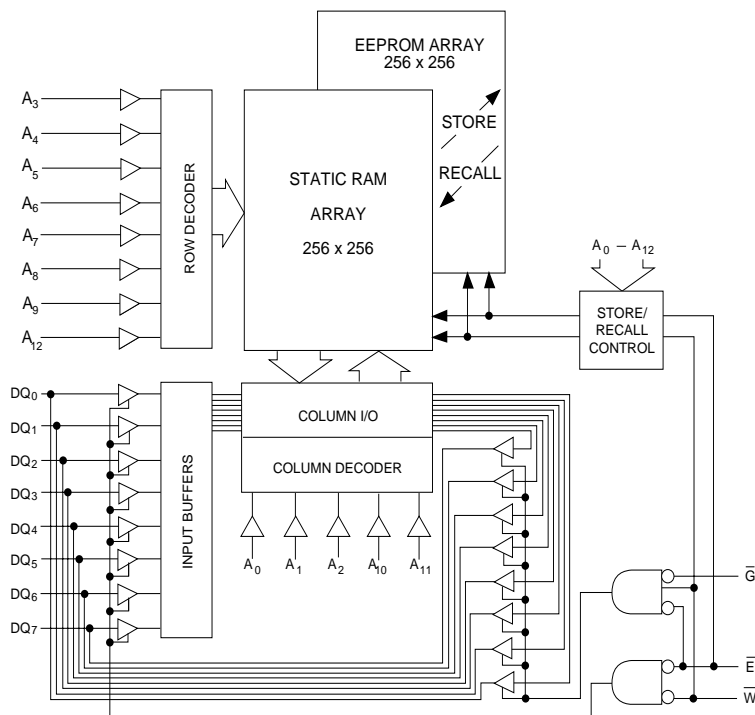 EEPROM ARRAY
256 x 256
STORE
RECALL
STATIC RAM
ARRAY
256 x 256
A3
A4
A5
A6
A7
A8
A9
A12
ROW DECODER
A0 – A12
STORE/
RECALL
CONTROL
DQ0
DQ1
DQ2
DQ3
DQ4
DQ5
DQ6
DQ7
INPUT BUFFERS
COLUMN I/O
COLUMN DECODER
A0 A1 A2 A10 A11
G̅
E̅
W̅